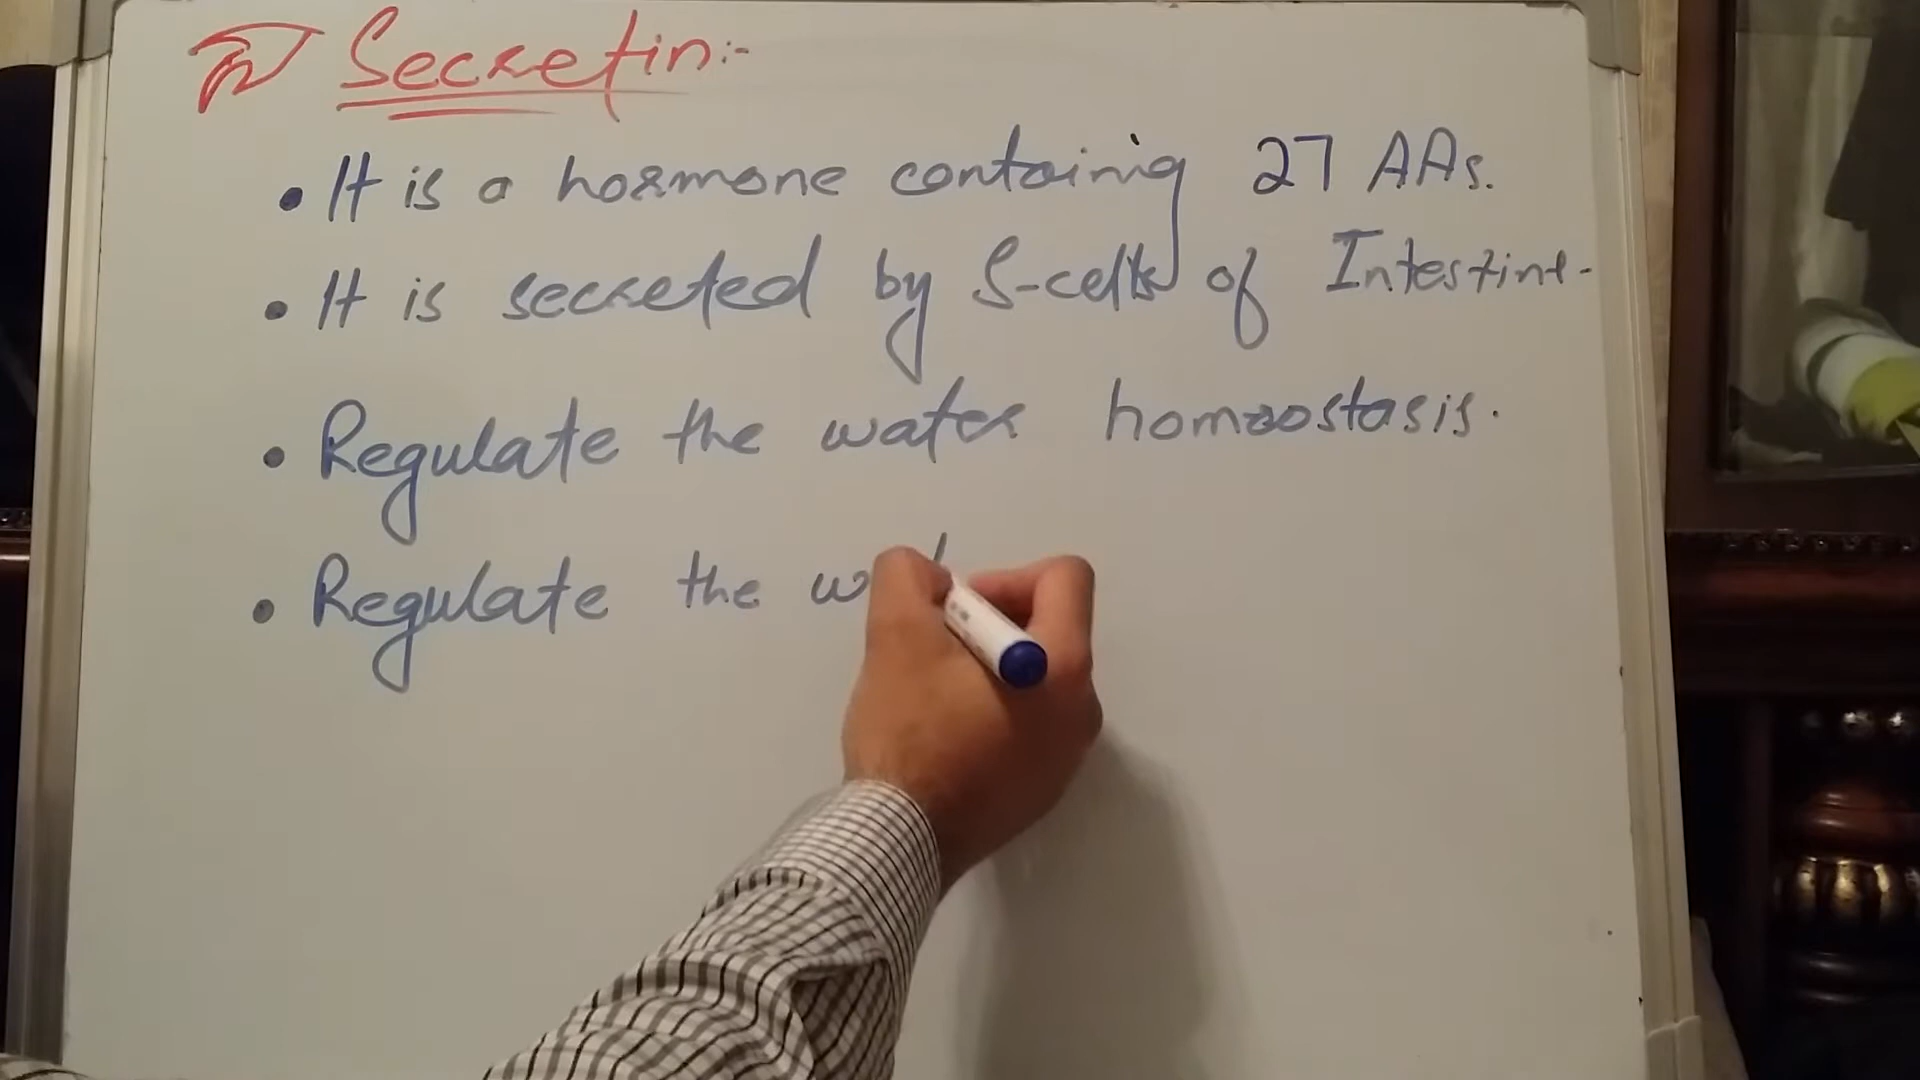 Secretin:-
• It is a hormone containing 27 AAs.
• It is secreted by S-cells of Intestine.
• Regulate the water homeostasis.
• Regulate the